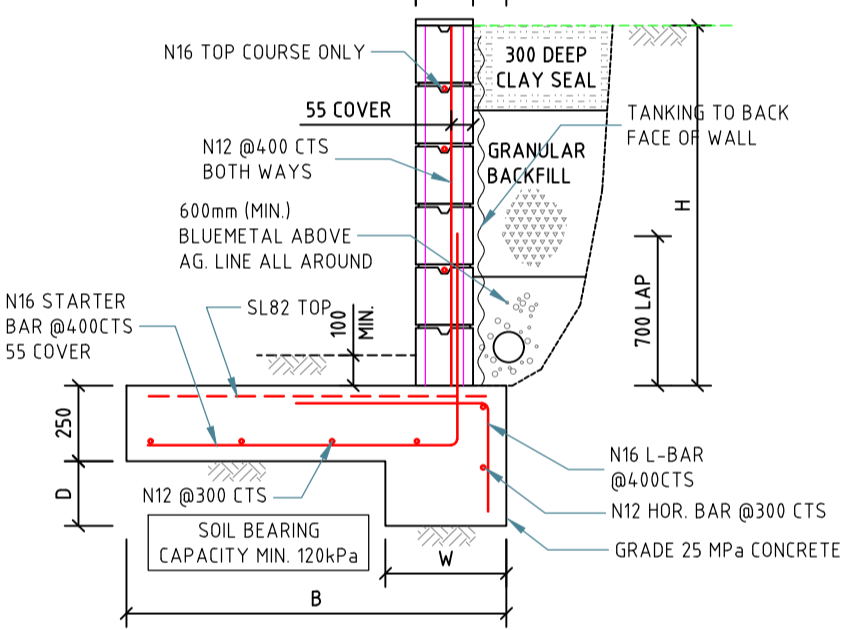 N16 TOP COURSE ONLY
300 DEEP
CLAY SEAL
55 COVER
TANKING TO BACK
FACE OF WALL
N12 @400 CTS
BOTH WAYS
GRANULAR
BACKFILL
600mm (MIN.)
BLUEMETAL ABOVE
AG. LINE ALL AROUND
H
N16 STARTER
BAR @400CTS
55 COVER
SL82 TOP
100
MIN.
700 LAP
250
D
N12 @300 CTS
N16 L-BAR
@400CTS
N12 HOR. BAR @300 CTS
SOIL BEARING
CAPACITY MIN. 120kPa
GRADE 25 MPa CONCRETE
W
B